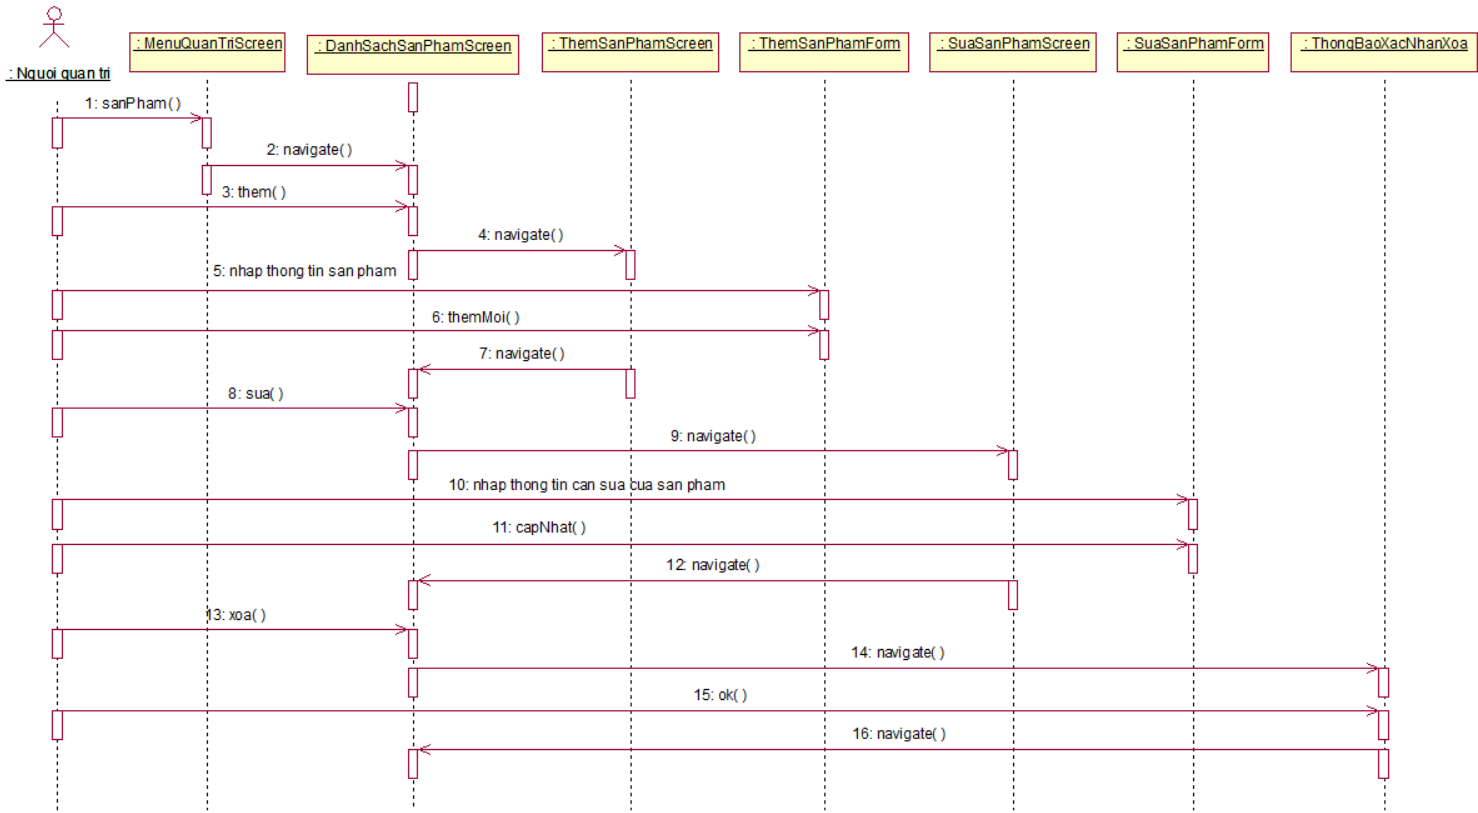 : Nguoi quan tri
: MenuQuanTriScreen
: DanhSachSanPhamScreen
: ThemSanPhamScreen
: ThemSanPhamForm
: SuaSanPhamScreen
: SuaSanPhamForm
: ThongBaoXacNhanXoa
1: sanPham( )
2: navigate( )
3: them( )
4: navigate( )
5: nhap thong tin san pham
6: themMoi( )
7: navigate( )
8: sua( )
9: navigate( )
10: nhap thong tin can sua cua san pham
11: capNhat( )
12: navigate( )
13: xoa( )
14: navigate( )
15: ok( )
16: navigate( )